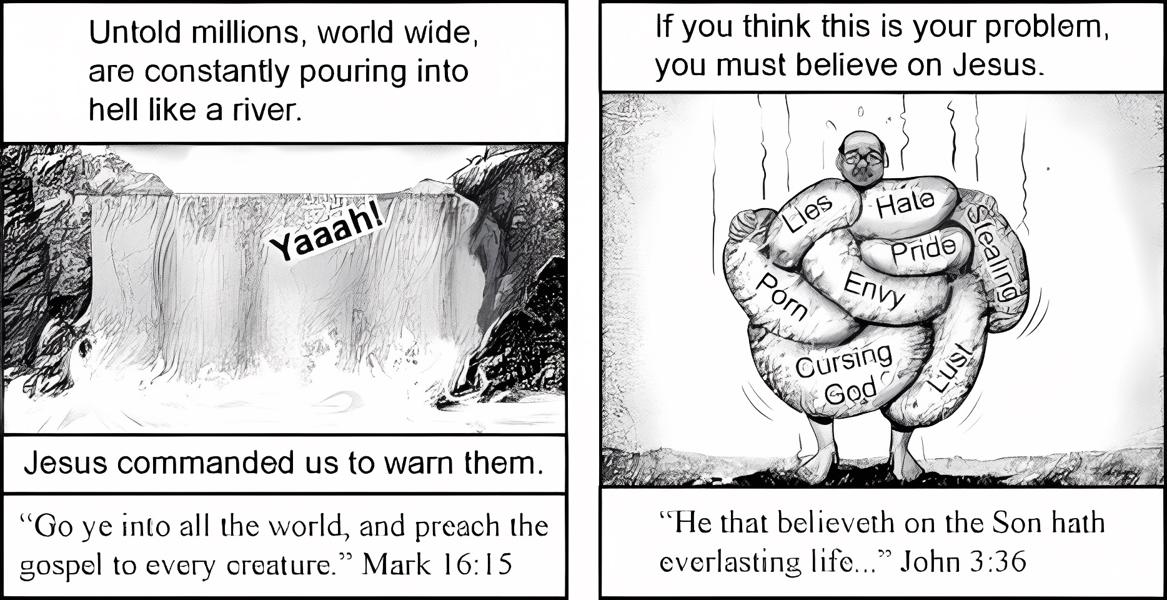 Untold millions, world wide,
are constantly pouring into
hell like a river.
Yaaah!
Jesus commanded us to warn them.
“Go ye into all the world, and preach the
gospel to every creature.” Mark 16:15
If you think this is your problem,
you must believe on Jesus.
Lies
Hate
Stealing
Pride
Porn
Envy
Cursing
God
Lust
“He that believeth on the Son hath
everlasting life...” John 3:36